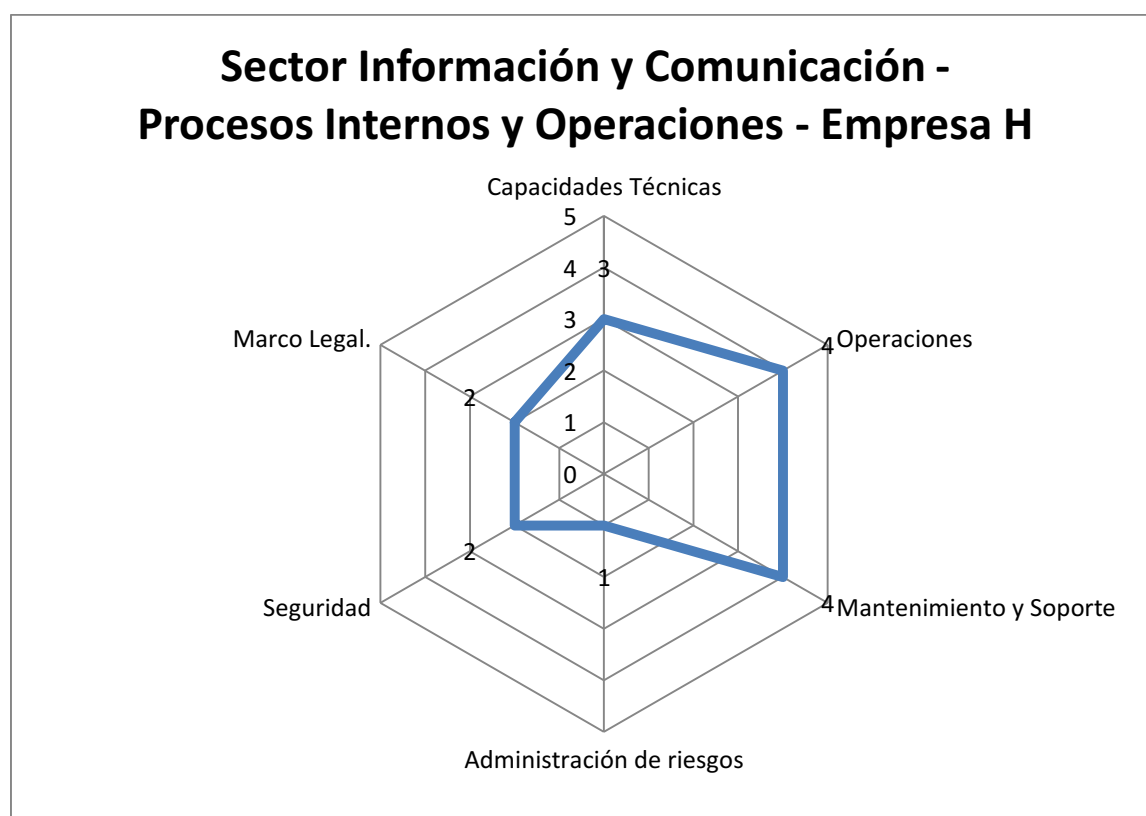 Sector Información y Comunicación -
Procesos Internos y Operaciones - Empresa H
Capacidades Técnicas
5
4 3
3
Marco Legal.
4 Operaciones
2
2
1
0
2
1
Seguridad
4 Mantenimiento y Soporte
Administración de riesgos